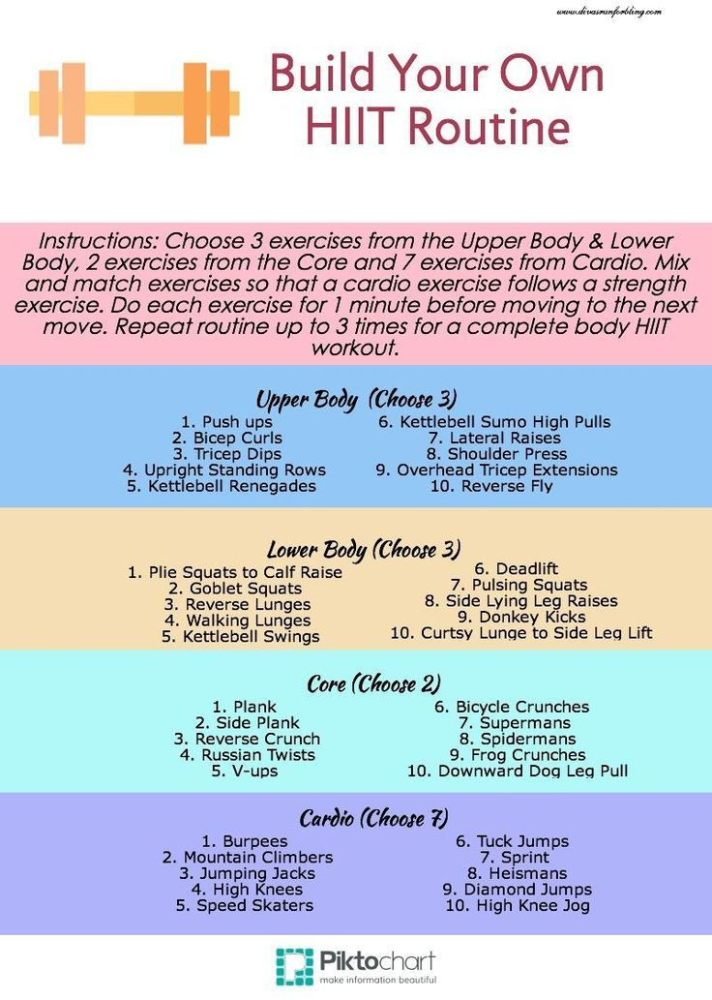 www.divasrunforbling.com
Build Your Own
HIIT Routine
Instructions: Choose 3 exercises from the Upper Body & Lower
Body, 2 exercises from the Core and 7 exercises from Cardio. Mix
and match exercises so that a cardio exercise follows a strength
exercise. Do each exercise for 1 minute before moving to the next
move. Repeat routine up to 3 times for a complete body HIIT
workout.
Upper Body (Choose 3)
1. Push ups
2. Bicep Curls
3. Tricep Dips
4. Upright Standing Rows
5. Kettlebell Renegades
6. Kettlebell Sumo High Pulls
7. Lateral Raises
8. Shoulder Press
9. Overhead Tricep Extensions
10. Reverse Fly
Lower Body (Choose 3)
1. Plie Squats to Calf Raise
2. Goblet Squats
3. Reverse Lunges
4. Walking Lunges
5. Kettlebell Swings
6. Deadlift
7. Pulsing Squats
8. Side Lying Leg Raises
9. Donkey Kicks
10. Curtsy Lunge to Side Leg Lift
Core (Choose 2)
1. Plank
2. Side Plank
3. Reverse Crunch
4. Russian Twists
5. V-ups
6. Bicycle Crunches
7. Supermans
8. Spidermans
9. Frog Crunches
10. Downward Dog Leg Pull
Cardio (Choose 7)
1. Burpees
2. Mountain Climbers
3. Jumping Jacks
4. High Knees
5. Speed Skaters
6. Tuck Jumps
7. Sprint
8. Heismans
9. Diamond Jumps
10. High Knee Jog
Piktochart
make information beautiful